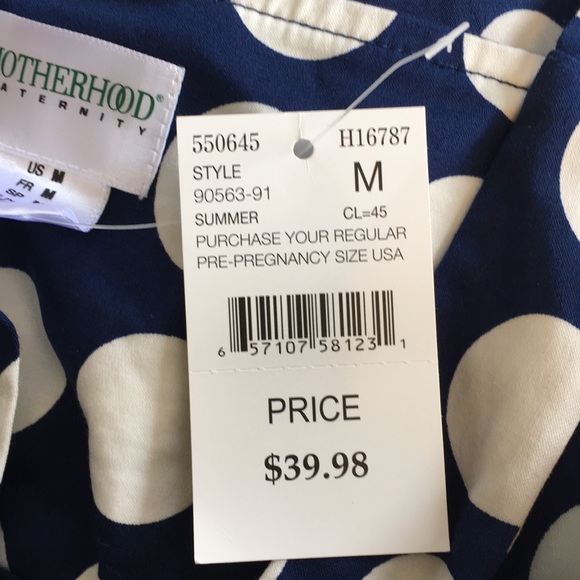 OTHERHOOD®
ATERNITY
US M
FR M
SP
550645 H16787
STYLE M
90563-91
SUMMER CL=45
PURCHASE YOUR REGULAR
PRE-PREGNANCY SIZE USA
6 57107 58123 1
PRICE
$39.98